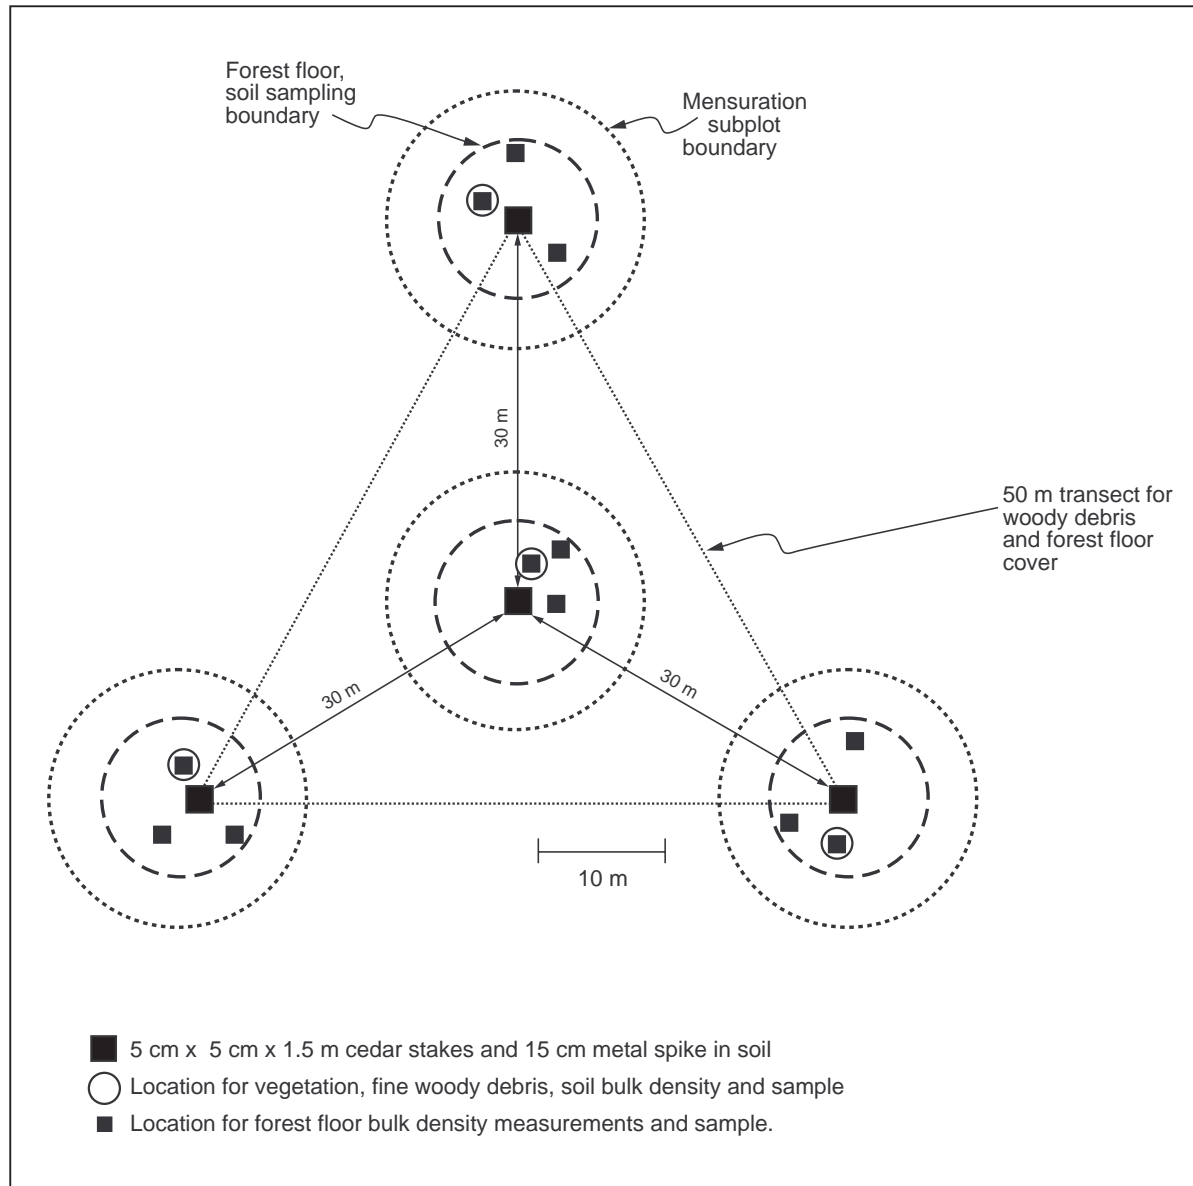 Forest floor,
soil sampling
boundary
Mensuration
subplot
boundary
30 m
50 m transect for
woody debris
and forest floor
cover
30 m
30 m
10 m
5 cm x 5 cm x 1.5 m cedar stakes and 15 cm metal spike in soil
Location for vegetation, fine woody debris, soil bulk density and sample
Location for forest floor bulk density measurements and sample.